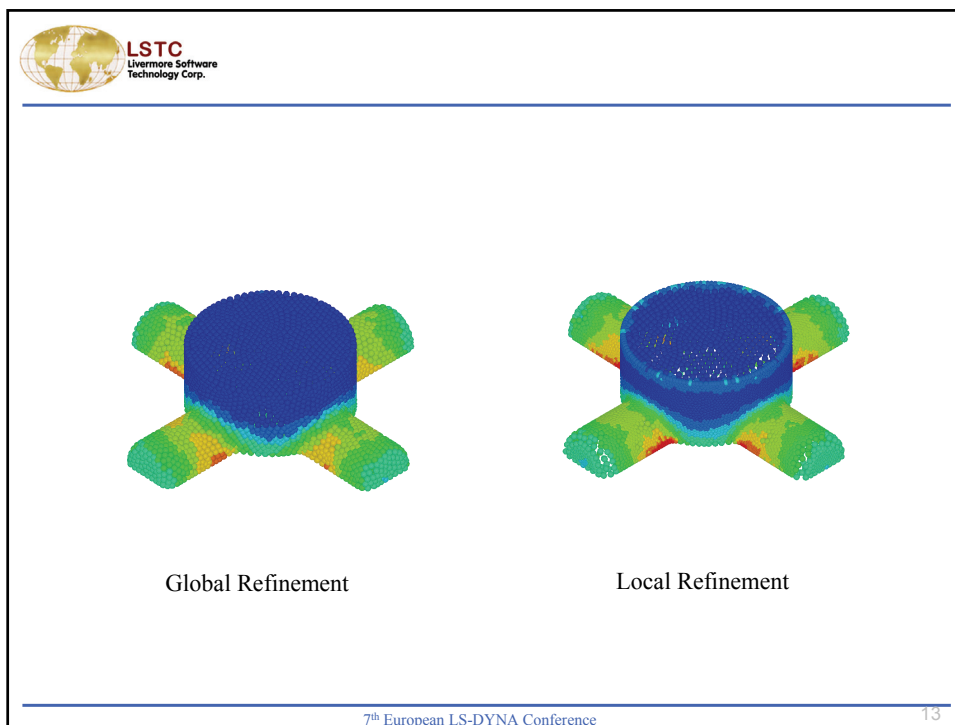 LSTC
Livermore Software
Technology Corp.
Global Refinement
Local Refinement
7th European LS-DYNA Conference
13